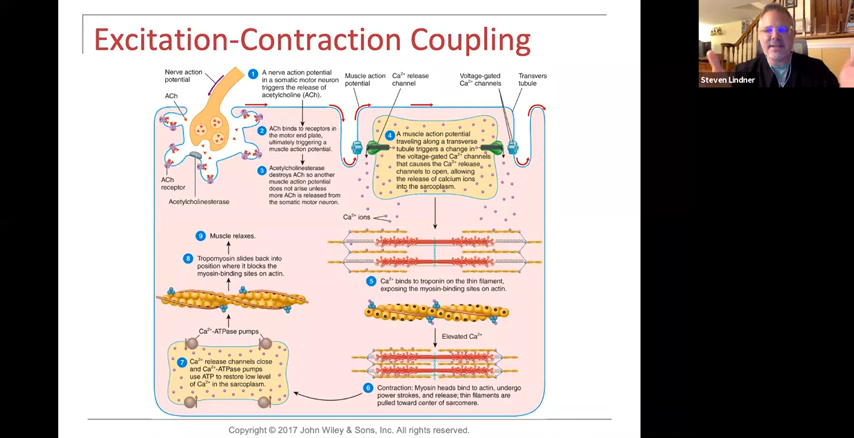 Excitation-Contraction Coupling
Nerve action
potential
ACh
ACh
receptor
Acetylcholinesterase
1 A nerve action potential
in a somatic motor neuron
triggers the release of
acetylcholine (ACh).
2 ACh binds to receptors in
the motor end plate,
ultimately triggering a
muscle action potential.
3 Acetylcholinesterase
destroys ACh so another
muscle action potential
does not arise unless
more ACh is released from
the somatic motor neuron.
Muscle action
potential
Ca2+ release
channel
Voltage-gated
Ca2+ channels
Transvers
tubule
4 A muscle action potential
traveling along a transverse
tubule triggers a change in
the voltage-gated Ca2+ channels
that causes the Ca2+ release
channels to open, allowing
the release of calcium ions
into the sarcoplasm.
Ca2+ ions
5 Ca2+ binds to troponin on the thin filament,
exposing the myosin-binding sites on actin.
Elevated Ca2+
6 Contraction: Myosin heads bind to actin, undergo
power strokes, and release; thin filaments are
pulled toward center of sarcomere.
9 Muscle relaxes.
8 Tropomyosin slides back into
position where it blocks the
myosin-binding sites on actin.
Ca2+-ATPase pumps
7 Ca2+ release channels close
and Ca2+-ATPase pumps
use ATP to restore low level
of Ca2+ in the sarcoplasm.
Copyright © 2017 John Wiley & Sons, Inc. All rights reserved.
Steven Lindner